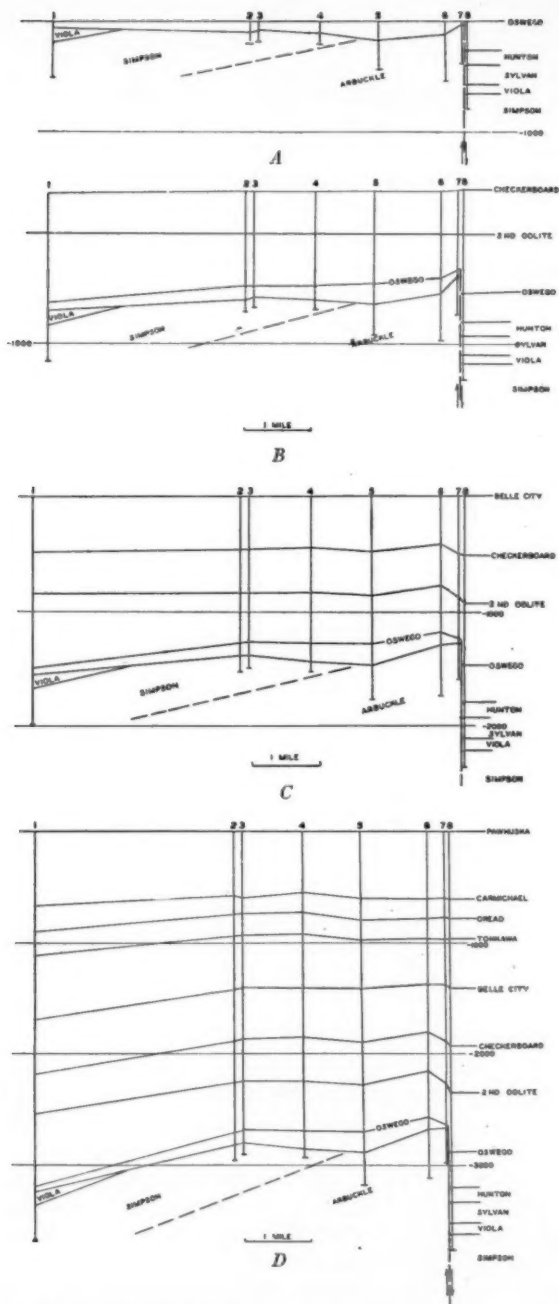 1 2 3 4 5 6 7 8 OSWEGO
VIOLA
SIMPSON
HUNTON
ARBUCKLE
SYLVAN
VIOLA
SIMPSON
-1000
A
1 2 3 4 5 6 7 8 CHECKERBOARD
2 ND OOLITE
OSWEGO
OSWEGO
VIOLA
SIMPSON
HUNTON
-1000
ARBUCKLE
SYLVAN
VIOLA
SIMPSON
1 MILE
B
1 2 3 4 5 6 7 8 BELLE CITY
CHECKERBOARD
2 ND OOLITE
-1000
OSWEGO
OSWEGO
VIOLA
SIMPSON
ARBUCKLE
HUNTON
-2000
SYLVAN
VIOLA
1 MILE
SIMPSON
C
1 2 3 4 5 6 7 8 PAWHUSKA
CARMICHAEL
OREAD
TONKAWA
-1000
BELLE CITY
CHECKERBOARD
-2000
2 ND OOLITE
OSWEGO
OSWEGO
-3000
VIOLA
SIMPSON
ARBUCKLE
HUNTON
SYLVAN
VIOLA
1 MILE
SIMPSON
D